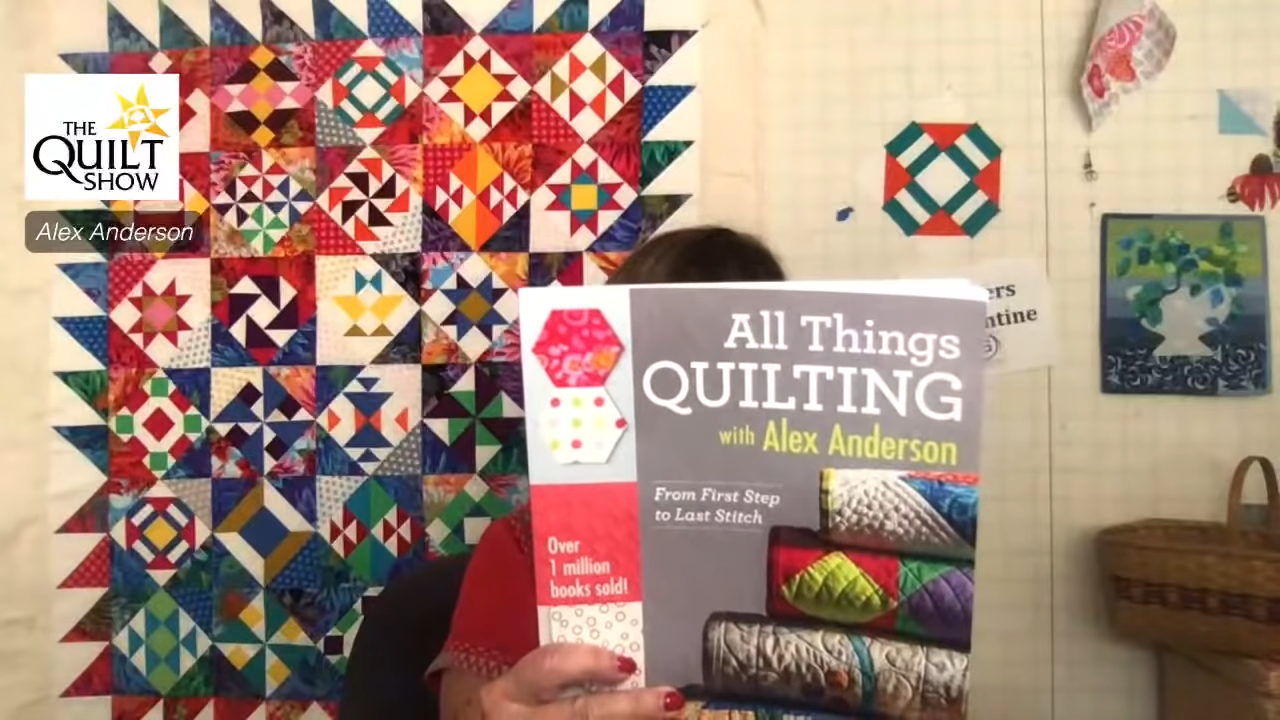 THE
QUILT
SHOW
Alex Anderson
All Things
QUILTING
with Alex Anderson
From First Step
to Last Stitch
Over
1 million
books sold!